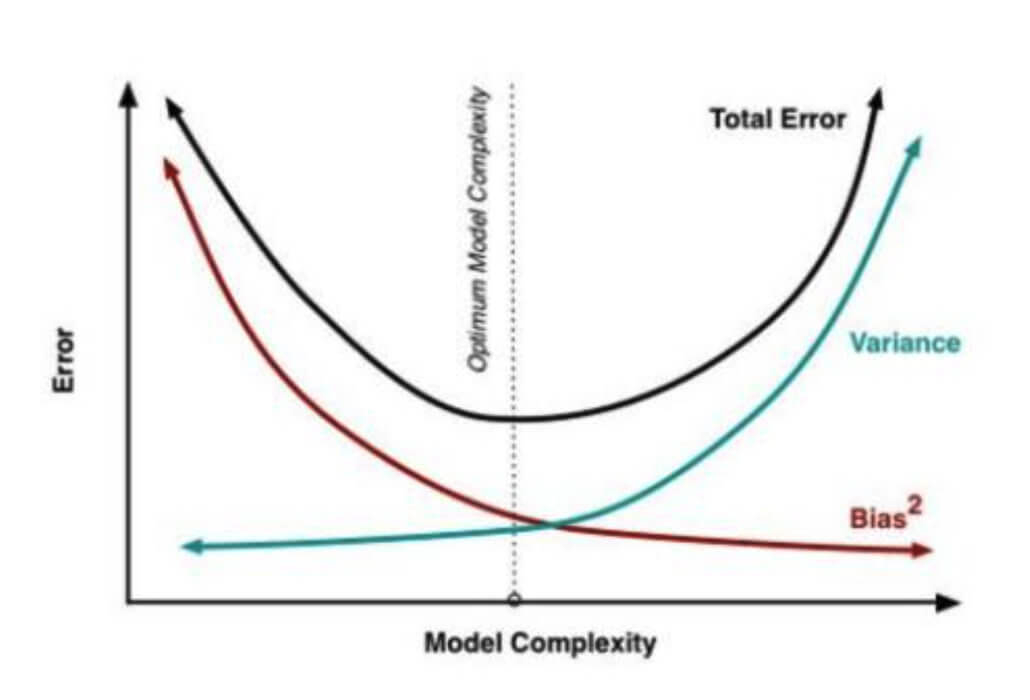 Optimum Model Complexity
Total Error
Error
Variance
Bias²
Model Complexity